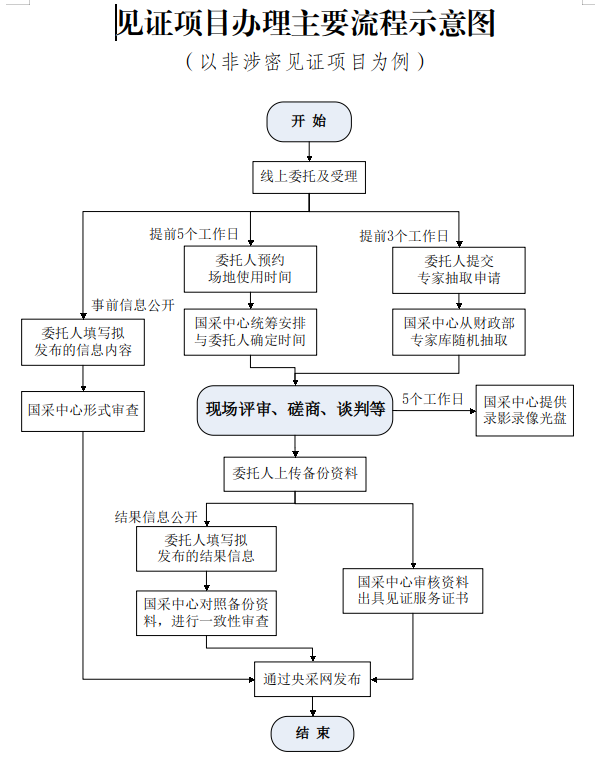 见证项目办理主要流程示意图
（以非涉密见证项目为例）
开 始
线上委托及受理
提前5个工作日
委托人预约
场地使用时间
国采中心统筹安排
与委托人确定时间
提前3个工作日
委托人提交
专家抽取申请
国采中心从财政部
专家库随机抽取
事前信息公开
委托人填写拟
发布的信息内容
国采中心形式审查
现场评审、磋商、谈判等
5个工作日
国采中心提供
录影录像光盘
委托人上传备份资料
结果信息公开
委托人填写拟
发布的结果信息
国采中心对照备份资
料，进行一致性审查
国采中心审核资料
出具见证服务证书
通过央采网发布
结 束